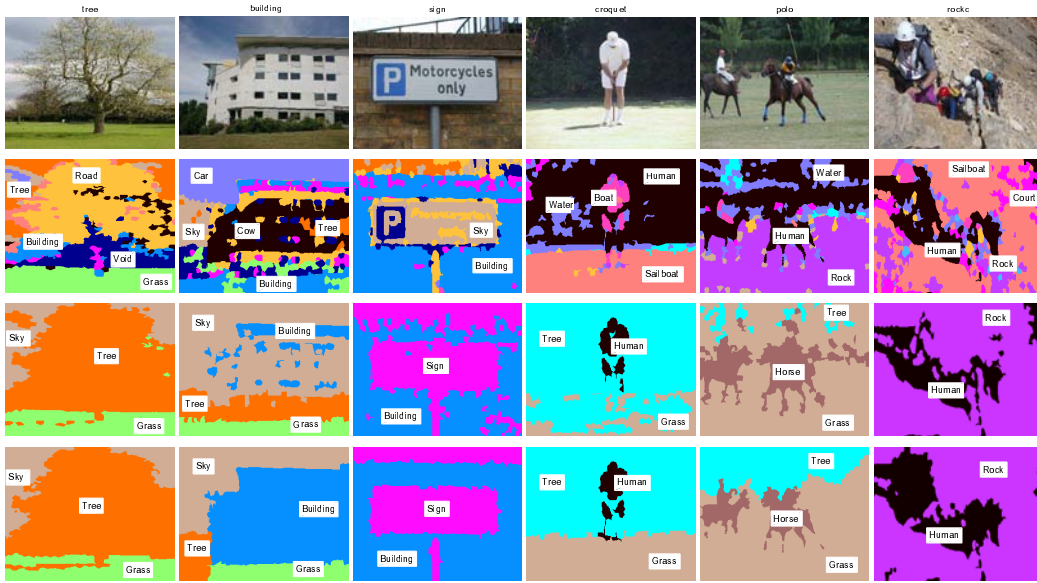 tree building sign croquet polo rockc
P Motorcycles
only
Tree Road Building Void Grass
Car Sky Cow Tree Building
P Sky Building
Human Water Boat Sailboat
Water Human Rock
Sailboat Court Human Rock
Sky Tree Grass
Building Sky Tree Grass
Sign Building
Tree Human Grass
Tree Horse Grass
Rock Human
Sky Tree Grass
Sky Building Tree Grass
Sign Building
Tree Human Grass
Tree Horse Grass
Rock Human